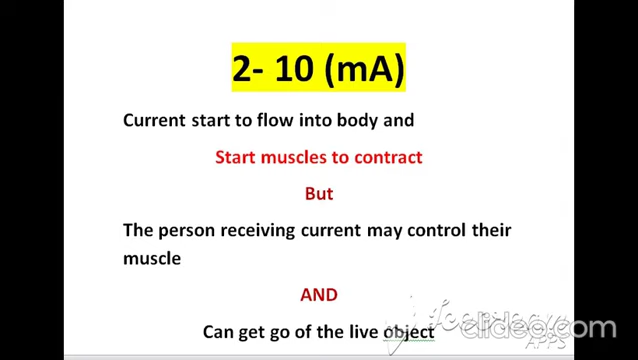 2- 10 (mA)
Current start to flow into body and
Start muscles to contract
But
The person receiving current may control their
muscle
AND
Can get go of the live object
clideo.com
APPS